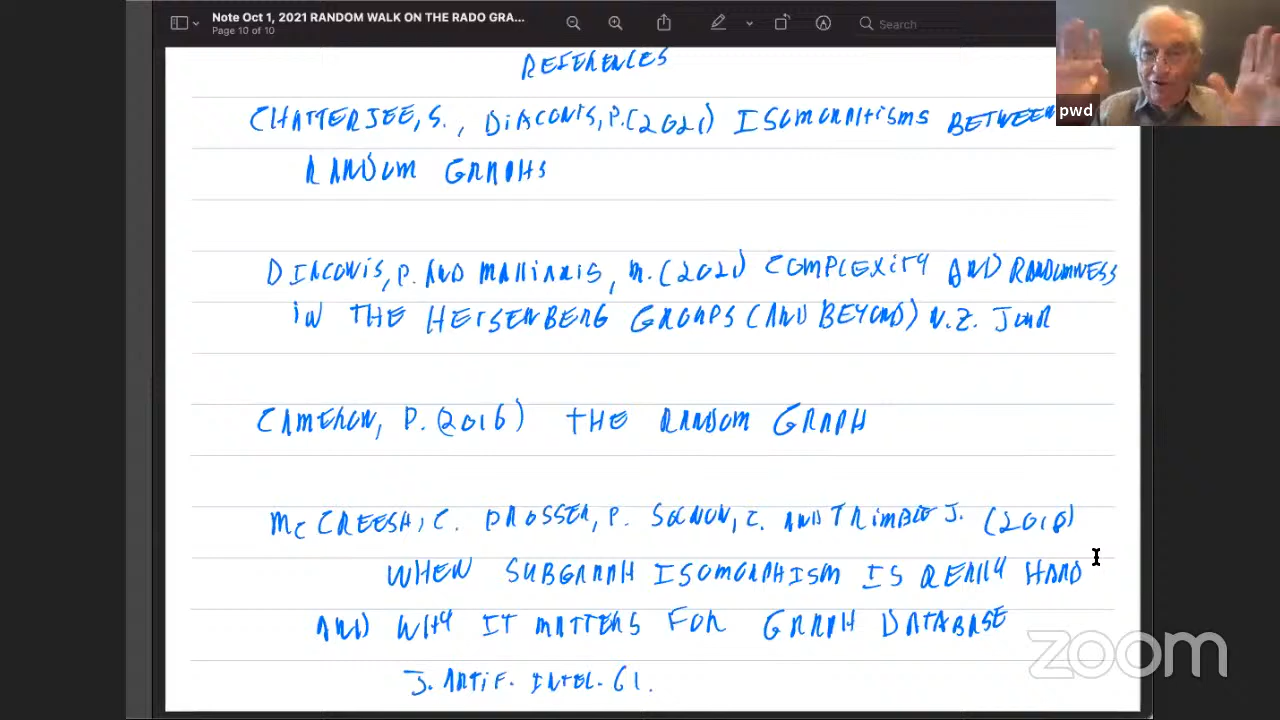 Note Oct 1, 2021 RANDOM WALK ON THE RADO GRA...
Page 10 of 10
Search
pwd
REFERENCES
CHATTERJEE, S., DIACONIS, P. (2021) ISOMORPHISMS BETWEEN
RANDOM GRAPHS
DIACONIS, P. AND MALLIARIS, M. (2021) COMPLEXITY AND RANDOMNESS
IN THE HEISENBERG GROUPS (AND BEYOND) N.Z. JOUR
CAMERON, P. (2016) THE RANDOM GRAPH
MC CREESH, C. PROSSER, P. SOLNON, C. AND TRIMBLE J. (2018)
WHEN SUBGRAPH ISOMORPHISM IS REALLY HARD
AND WHY IT MATTERS FOR GRAPH DATABASE
J. ARTIF. INTEL. 61.
zoom